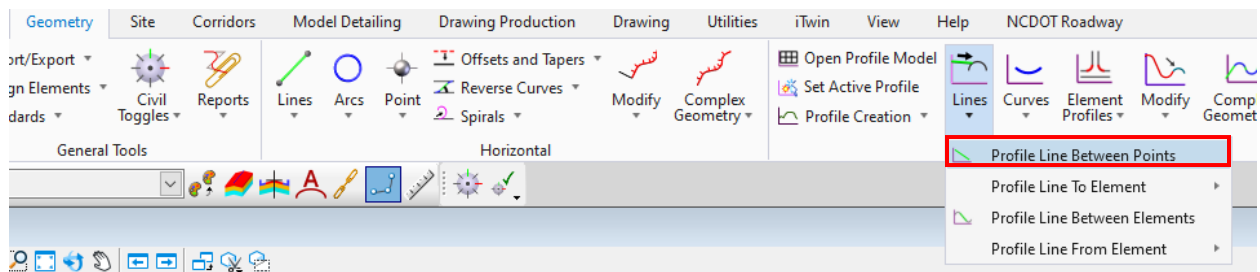 Geometry Site Corridors Model Detailing Drawing Production Drawing Utilities iTwin View Help NCDOT Roadway
ort/Export
gn Elements
dards
Civil Toggles
Reports
General Tools
Lines
Arcs
Point
Offsets and Tapers
Reverse Curves
Spirals
Modify
Complex Geometry
Horizontal
Open Profile Model
Set Active Profile
Profile Creation
Lines
Curves
Element Profiles
Modify
Comp
Geomet
Profile Line Between Points
Profile Line To Element
Profile Line Between Elements
Profile Line From Element